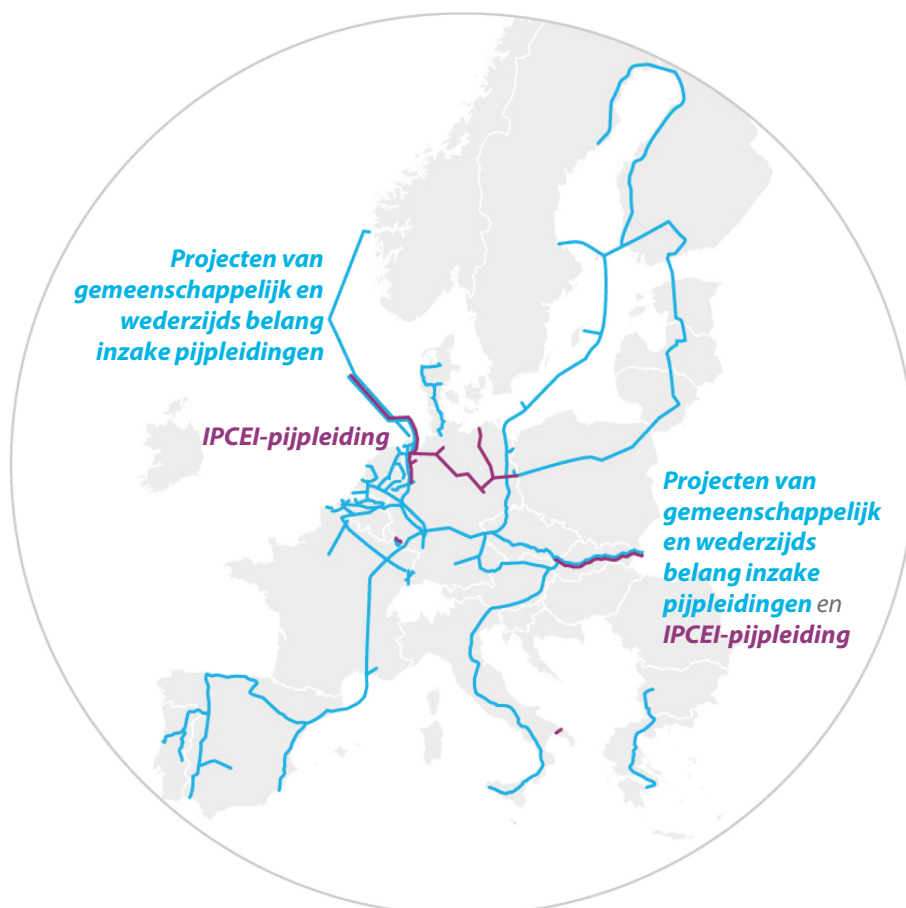 Projecten van
gemeenschappelijk en
wederzijds belang
inzake pijpleidingen
IPCEI-pijpleiding
Projecten van
gemeenschappelijk
en wederzijds
belang inzake
pijpleidingen en
IPCEI-pijpleiding